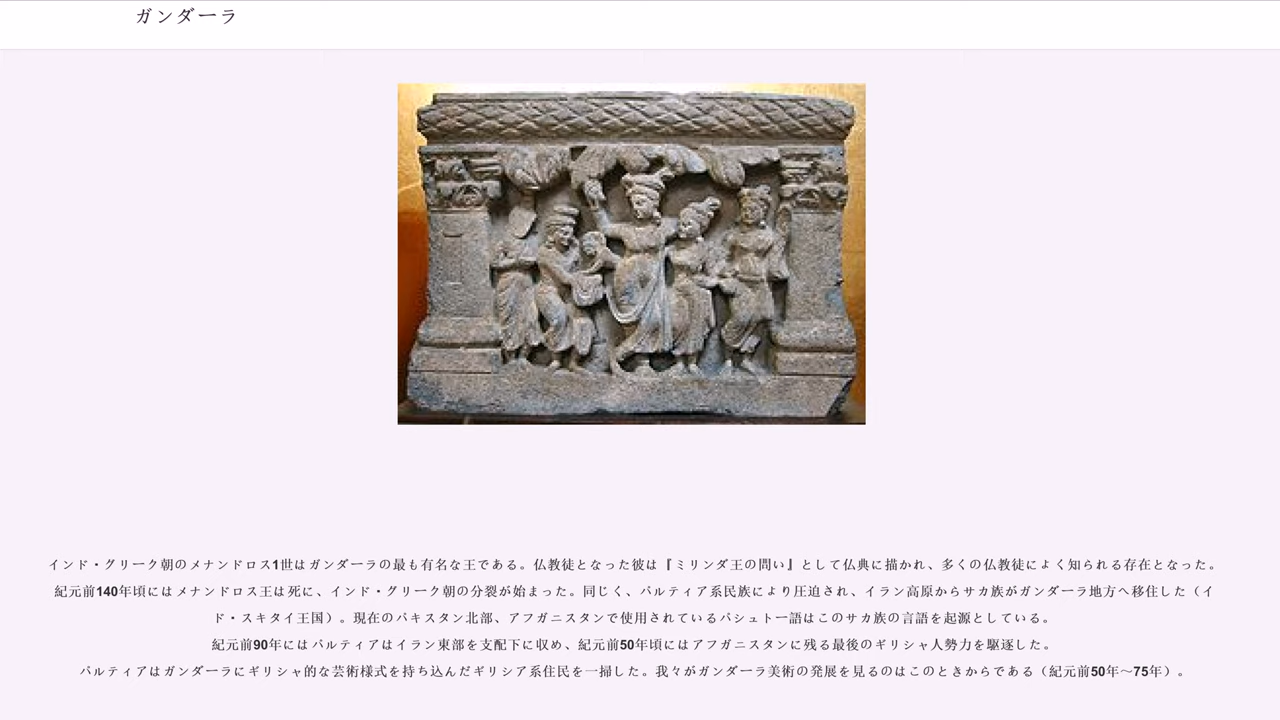 ガンダーラ
インド・グリーク朝のメナンドロス1世はガンダーラの最も有名な王である。仏教徒となった彼は『ミリンダ王の問い』として仏典に描かれ、多くの仏教徒によく知られる存在となった。
紀元前140年頃にはメナンドロス王は死に、インド・グリーク朝の分裂が始まった。同じく、パルティア系民族により圧迫され、イラン高原からサカ族がガンダーラ地方へ移住した（イ
ンド・スキタイ王国）。現在のパキスタン北部、アフガニスタンで使用されているパシュトー語はこのサカ族の言語を起源としている。
紀元前90年にはパルティアはイラン東部を支配下に収め、紀元前50年頃にはアフガニスタンに残る最後のギリシャ人勢力を駆逐した。
パルティアはガンダーラにギリシャ的な芸術様式を持ち込んだギリシア系住民を一掃した。我々がガンダーラ美術の発展を見るのはこのときからである（紀元前50年～75年）。